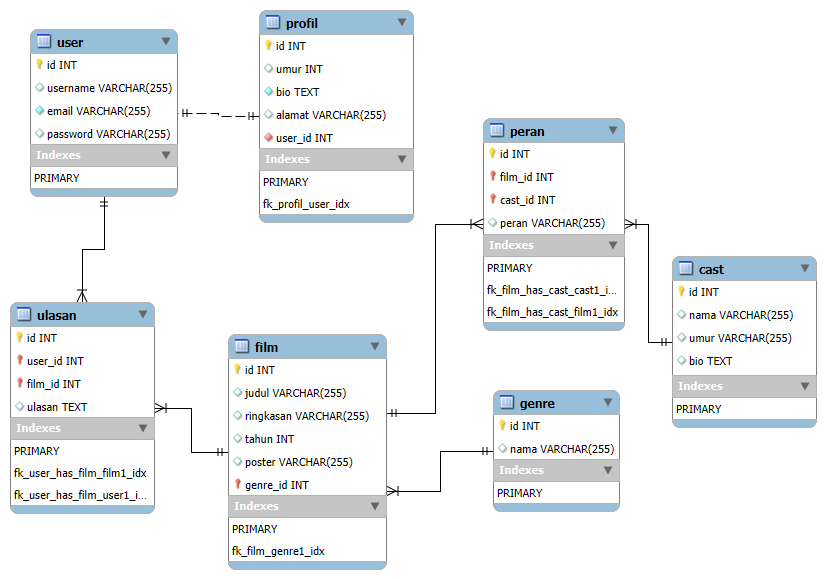 user
id INT
username VARCHAR(255)
email VARCHAR(255)
password VARCHAR(255)
Indexes
PRIMARY
profil
id INT
umur INT
bio TEXT
alamat VARCHAR(255)
user_id INT
Indexes
PRIMARY
fk_profil_user_idx
peran
id INT
film_id INT
cast_id INT
peran VARCHAR(255)
Indexes
PRIMARY
fk_film_has_cast_cast1_i...
fk_film_has_cast_film1_idx
cast
id INT
nama VARCHAR(255)
umur VARCHAR(255)
bio TEXT
Indexes
PRIMARY
ulasan
id INT
user_id INT
film_id INT
ulasan TEXT
Indexes
PRIMARY
fk_user_has_film_film1_idx
fk_user_has_film_user1_i...
film
id INT
judul VARCHAR(255)
ringkasan VARCHAR(255)
tahun INT
poster VARCHAR(255)
genre_id INT
Indexes
PRIMARY
fk_film_genre1_idx
genre
id INT
nama VARCHAR(255)
Indexes
PRIMARY